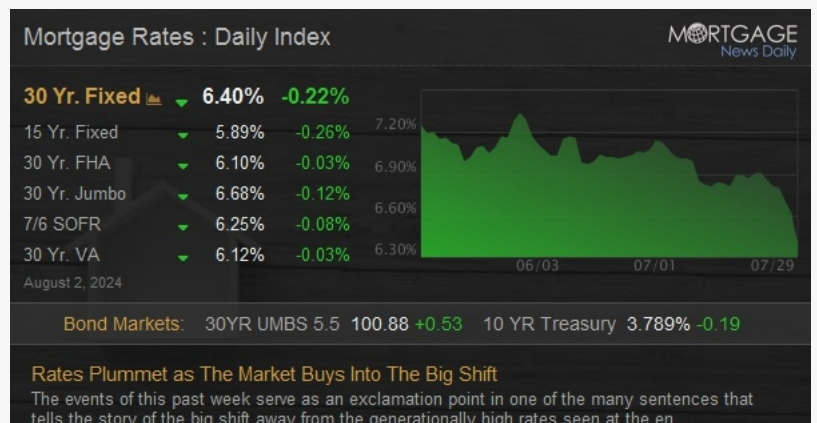 Mortgage Rates : Daily Index
MORTGAGE
News Daily
30 Yr. Fixed 6.40% -0.22%
15 Yr. Fixed 5.89% -0.26%
30 Yr. FHA 6.10% -0.03%
30 Yr. Jumbo 6.68% -0.12%
7/6 SOFR 6.25% -0.08%
30 Yr. VA 6.12% -0.03%
August 2, 2024
7.20%
6.90%
6.60%
6.30%
06/03 07/01 07/29
Bond Markets: 30YR UMBS 5.5 100.88 +0.53 10 YR Treasury 3.789% -0.19
Rates Plummet as The Market Buys Into The Big Shift
The events of this past week serve as an exclamation point in one of the many sentences that
tells the story of the big shift away from the generationally high rates seen at the en